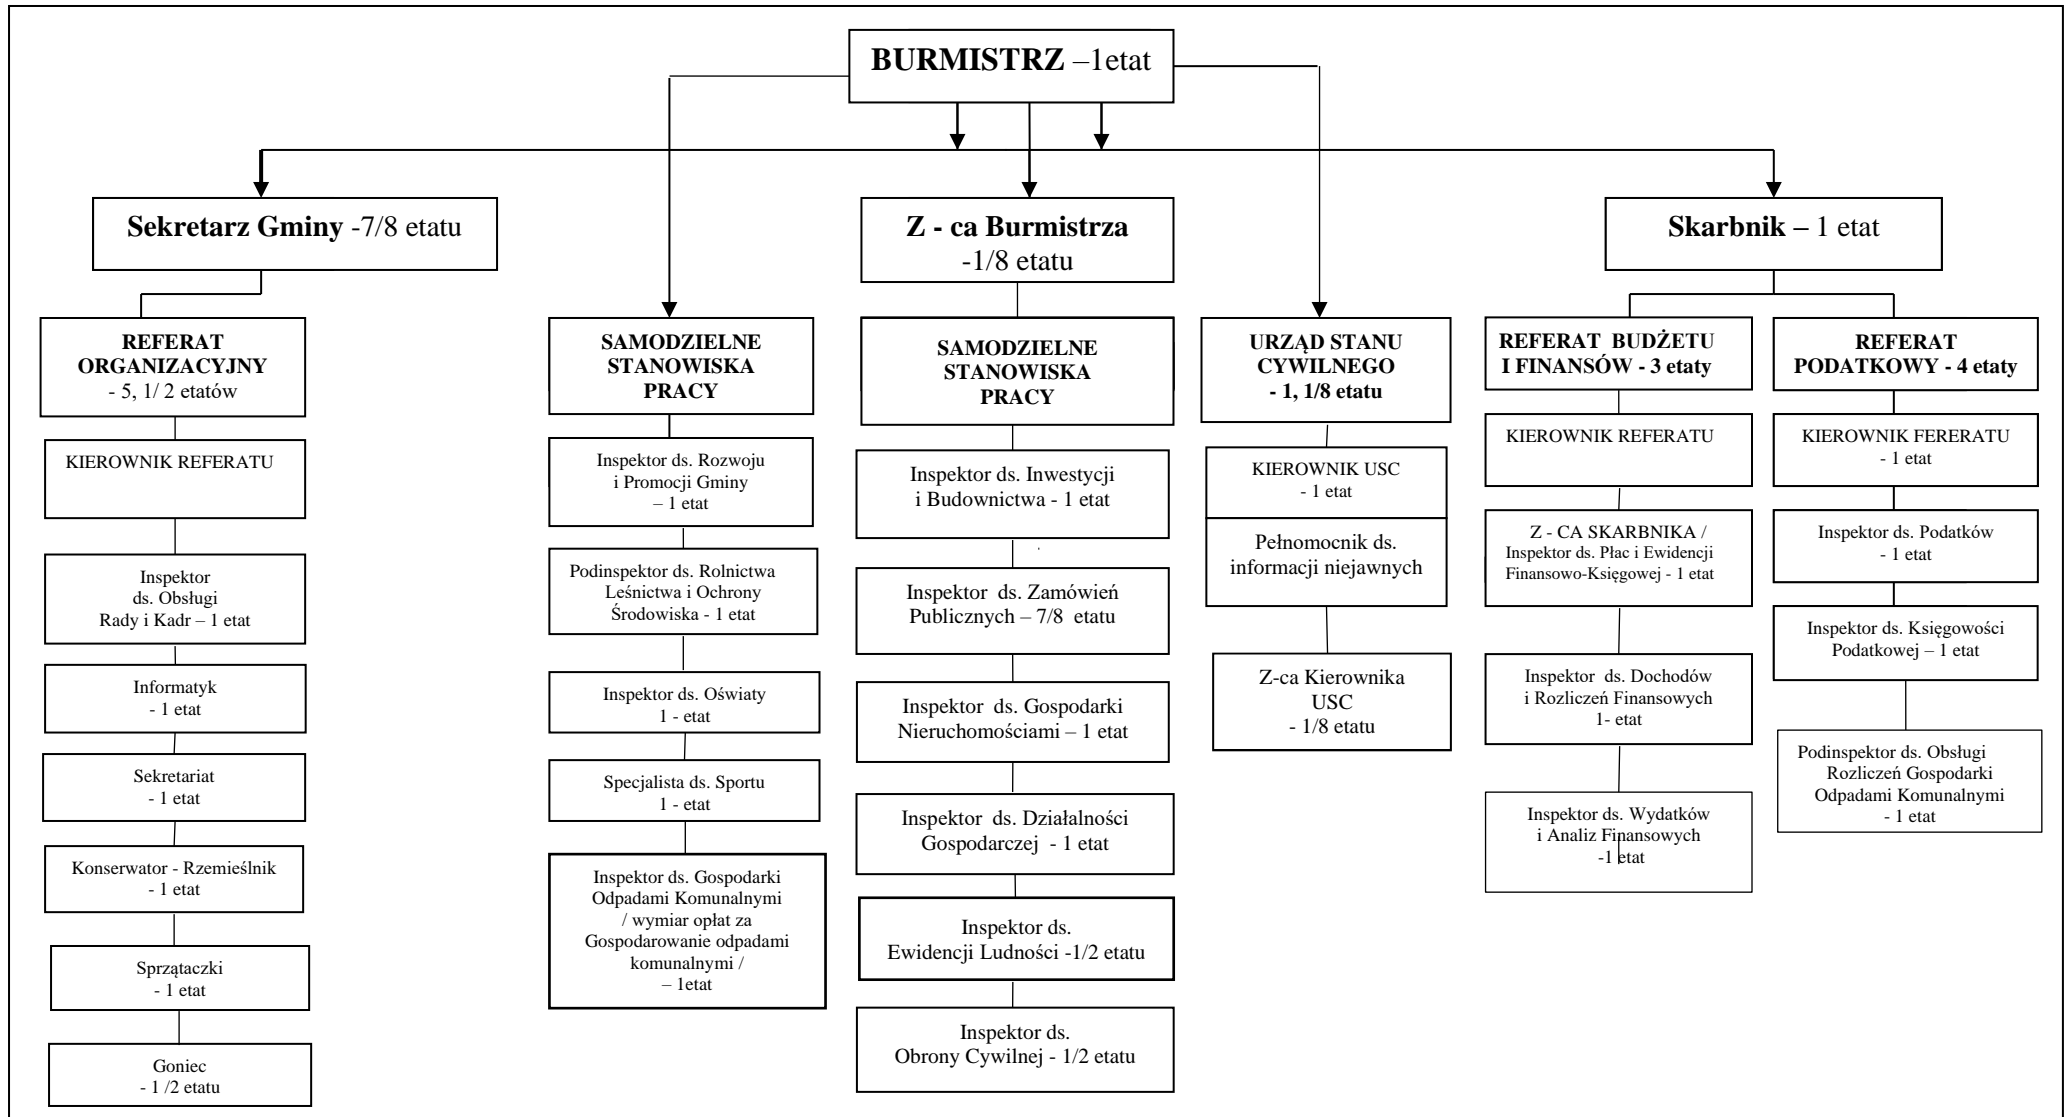 BURMISTRZ –1etat
Sekretarz Gminy -7/8 etatu
Z - ca Burmistrza
-1/8 etatu
Skarbnik – 1 etat
REFERAT
ORGANIZACYJNY
- 5, 1/ 2 etatów
KIEROWNIK REFERATU
Inspektor
ds. Obsługi
Rady i Kadr – 1 etat
Informatyk
- 1 etat
Sekretariat
- 1 etat
Konserwator - Rzemieślnik
- 1 etat
Sprzątaczki
- 1 etat
Goniec
- 1 /2 etatu
SAMODZIELNE
STANOWISKA
PRACY
Inspektor ds. Rozwoju
i Promocji Gminy
– 1 etat
Podinspektor ds. Rolnictwa
Leśnictwa i Ochrony
Środowiska - 1 etat
Inspektor ds. Oświaty
1 - etat
Specjalista ds. Sportu
1 - etat
Inspektor ds. Gospodarki
Odpadami Komunalnymi
/ wymiar opłat za
Gospodarowanie odpadami
komunalnymi /
– 1etat
SAMODZIELNE
STANOWISKA
PRACY
Inspektor ds. Inwestycji
i Budownictwa - 1 etat
Inspektor ds. Zamówień
Publicznych – 7/8 etatu
Inspektor ds. Gospodarki
Nieruchomościami – 1 etat
Inspektor ds. Działalności
Gospodarczej - 1 etat
Inspektor ds.
Ewidencji Ludności -1/2 etatu
Inspektor ds.
Obrony Cywilnej - 1/2 etatu
URZĄD STANU
CYWILNEGO
- 1, 1/8 etatu
KIEROWNIK USC
- 1 etat
Pełnomocnik ds.
informacji niejawnych
Z-ca Kierownika
USC
- 1/8 etatu
REFERAT BUDŻETU
I FINANSÓW - 3 etaty
KIEROWNIK REFERATU
Z - CA SKARBNIKA /
Inspektor ds. Płac i Ewidencji
Finansowo-Księgowej - 1 etat
Inspektor ds. Dochodów
i Rozliczeń Finansowych
1- etat
Inspektor ds. Wydatków
i Analiz Finansowych
-1 etat
REFERAT
PODATKOWY - 4 etaty
KIEROWNIK FERERATU
- 1 etat
Inspektor ds. Podatków
- 1 etat
Inspektor ds. Księgowości
Podatkowej – 1 etat
Podinspektor ds. Obsługi
Rozliczeń Gospodarki
Odpadami Komunalnymi
- 1 etat